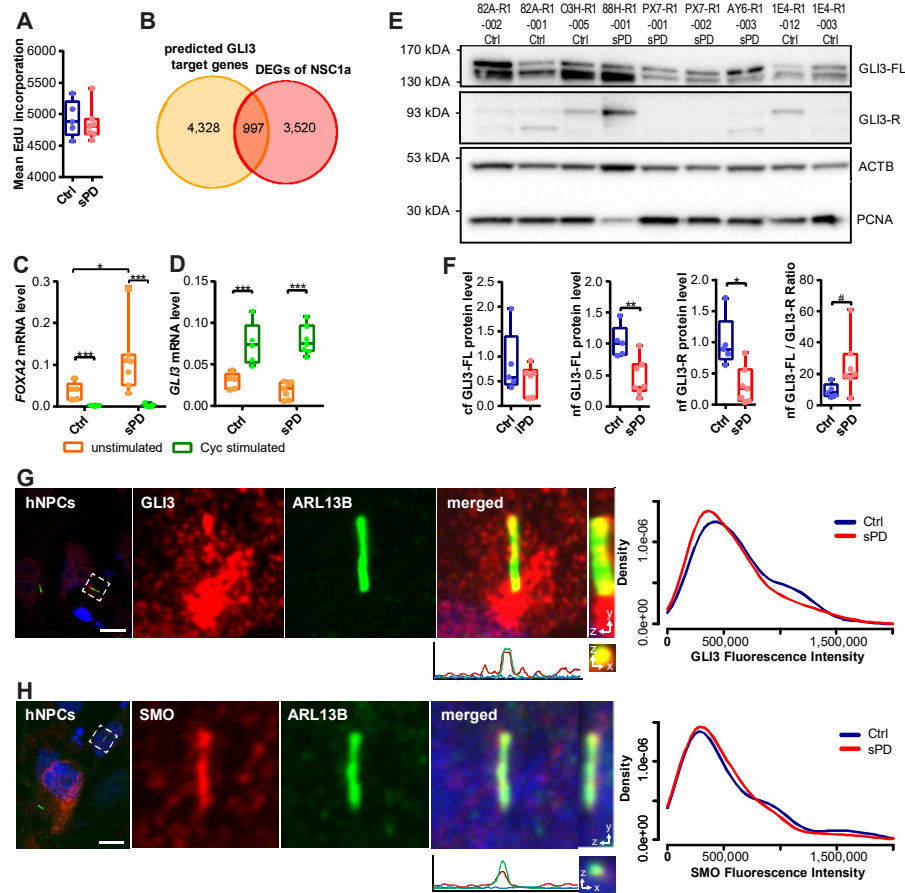 A
Mean EdU incorporation
6000
5500
5000
4500
4000
Ctrl
sPD
B
predicted GLI3
target genes
DEGs of NSC1a
4,328
997
3,520
E
82A-R1
-002
Ctrl
82A-R1
-001
Ctrl
O3H-R1
-005
Ctrl
88H-R1
-001
sPD
PX7-R1
-001
sPD
PX7-R1
-002
sPD
AY6-R1
-003
sPD
1E4-R1
-012
Ctrl
1E4-R1
-003
Ctrl
170 kDA
130 kDA
GLI3-FL
93 kDA
GLI3-R
53 kDA
ACTB
30 kDA
PCNA
C
FOXA2 mRNA level
0.3
0.2
0.1
0.0
*
***
***
Ctrl
sPD
D
GLI3 mRNA level
0.15
0.10
0.05
0.00
***
***
Ctrl
sPD
unstimulated
Cyc stimulated
F
cf GLI3-FL protein level
2.5
2.0
1.5
1.0
0.5
0.0
Ctrl
iPD
nf GLI3-FL protein level
2.0
1.5
1.0
0.5
0.0
**
Ctrl
sPD
nf GLI3-R protein level
2.0
1.5
1.0
0.5
0.0
*
Ctrl
sPD
nf GLI3-FL / GLI3-R Ratio
80
60
40
20
0
#
Ctrl
sPD
G
hNPCs
GLI3
ARL13B
merged
y
z
z
x
Density
1.0e-06
0.0e+00
Ctrl
sPD
0
500,000
1,500,000
GLI3 Fluorescence Intensity
H
hNPCs
SMO
ARL13B
merged
y
z
z
x
Density
1.0e-06
0.0e+00
Ctrl
sPD
0
500,000
1,500,000
SMO Fluorescence Intensity